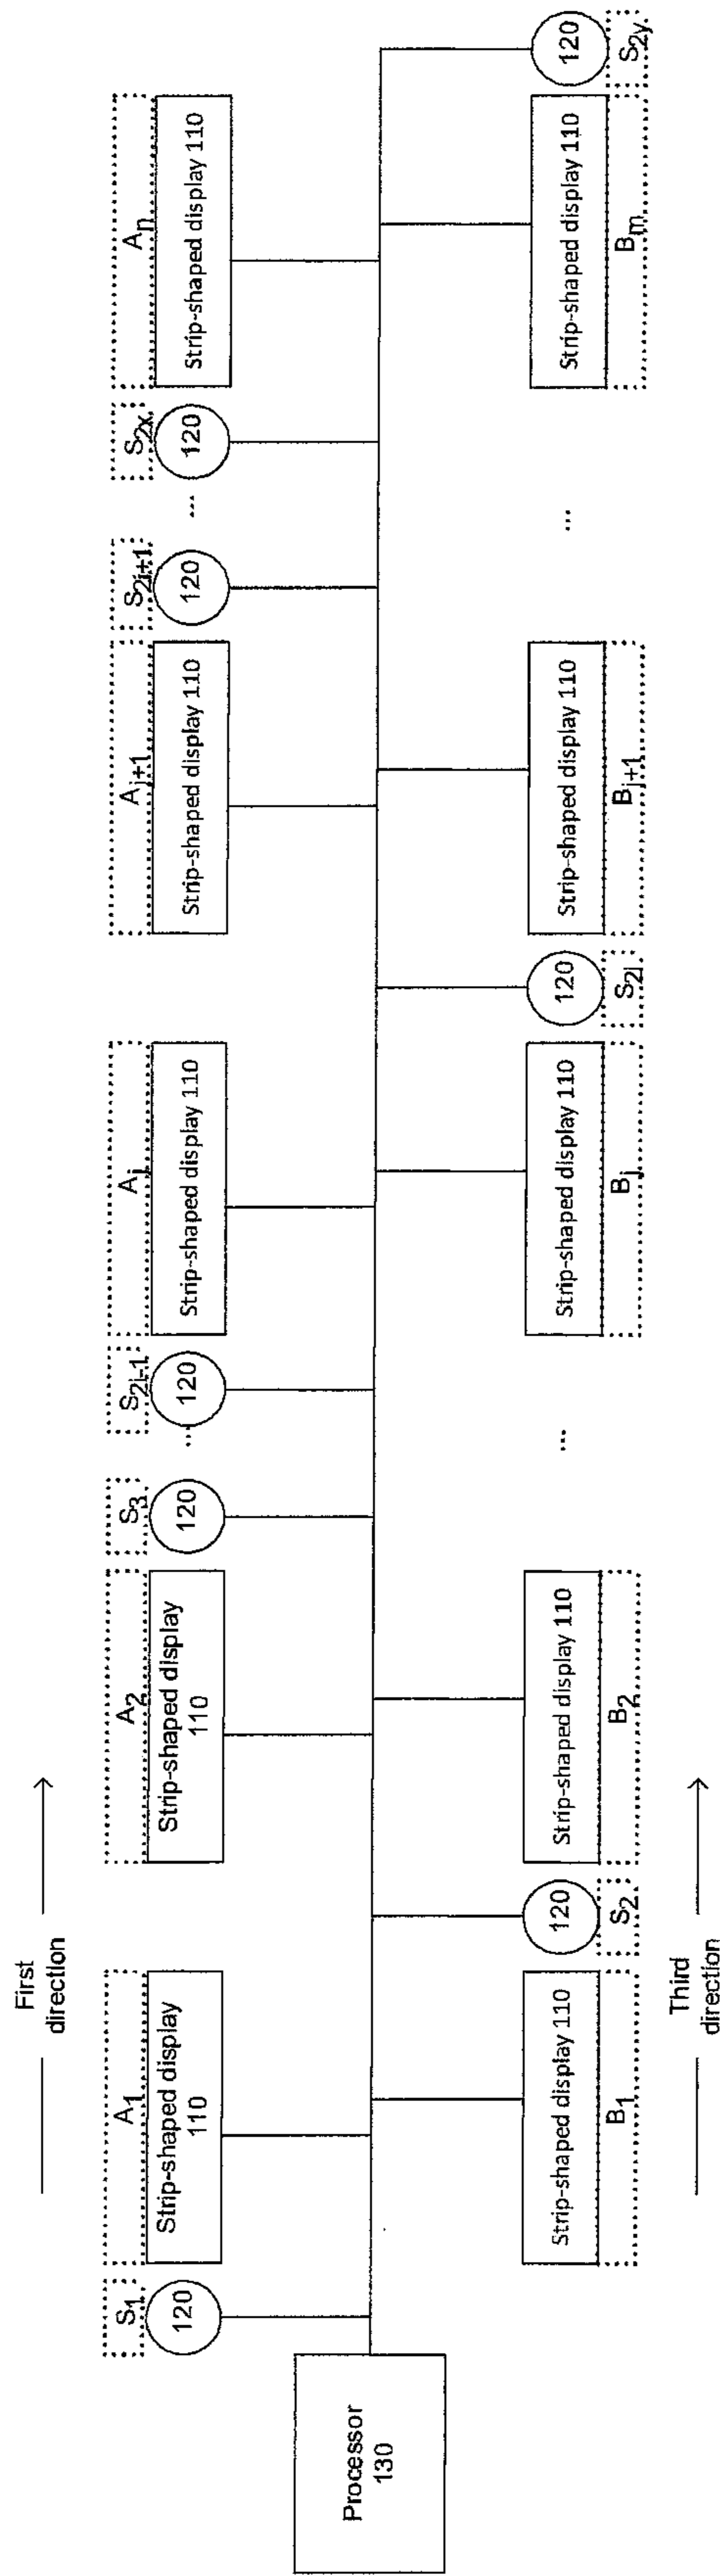 First
direction
S1 A1 A2 S3 S2i-1 Aj Aj+1 S2i+1 S2x An
120 Strip-shaped display
110 Strip-shaped display
110 120 ... 120 Strip-shaped display 110 Strip-shaped display 110 120 ... 120 Strip-shaped display 110
Processor
130
Strip-shaped display 110 120 Strip-shaped display 110 ... Strip-shaped display 110 120 Strip-shaped display 110 ... Strip-shaped display 110 120
B1 S2 B2 Bj S2i Bj+1 Bm S2y
Third
direction